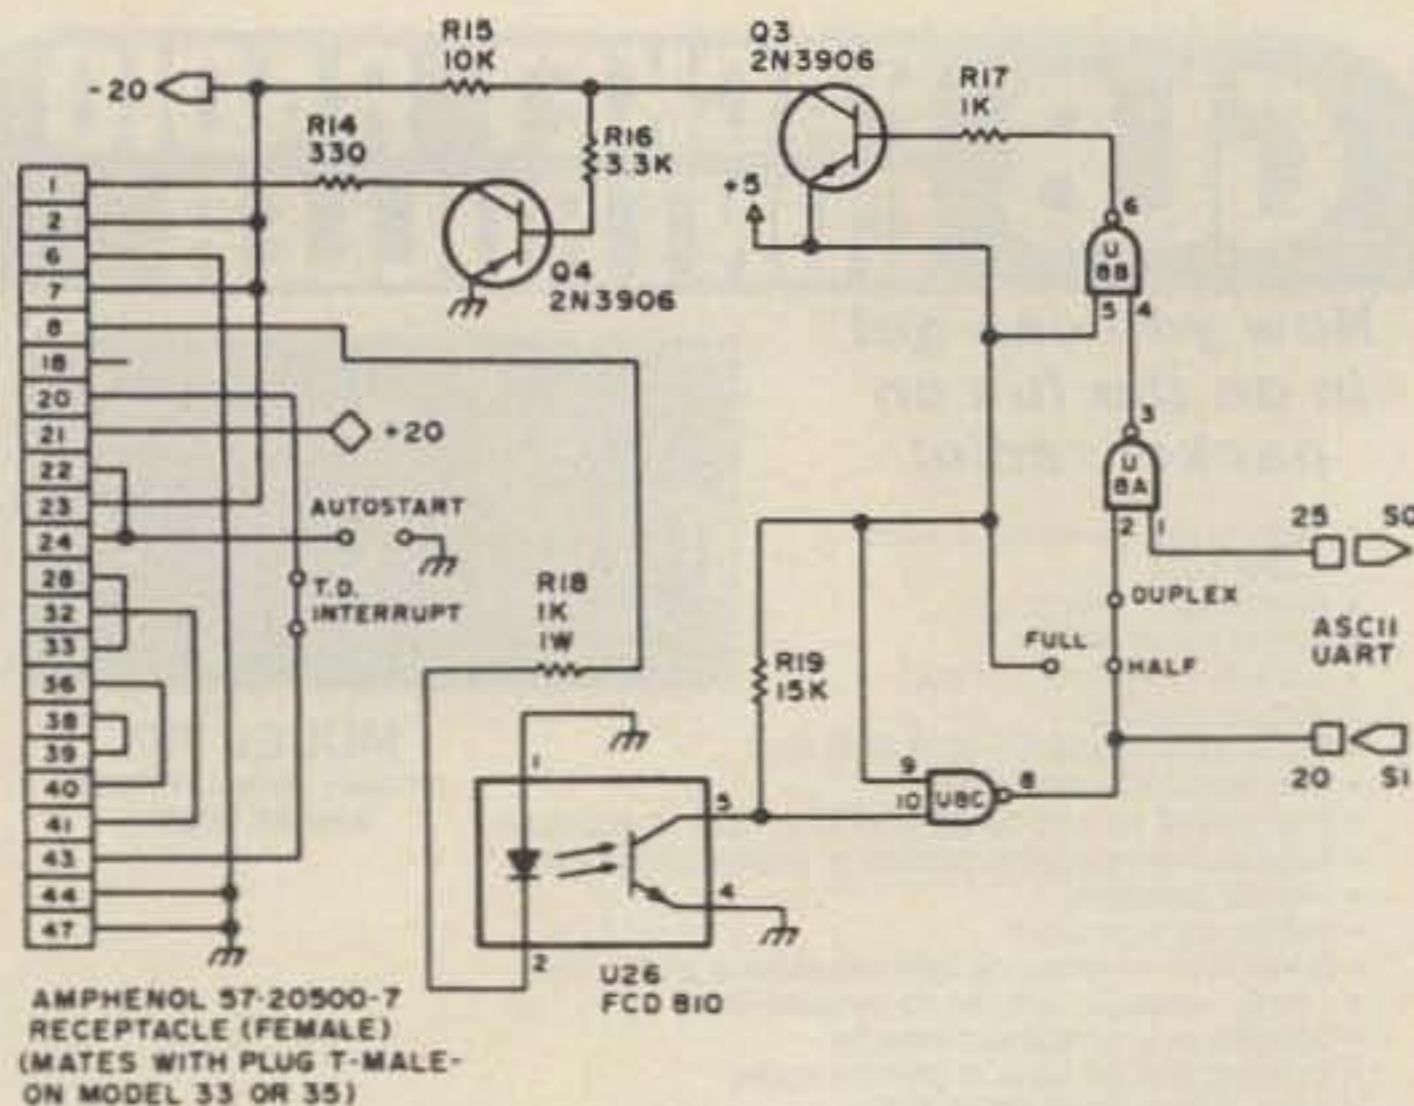 R15
10K
Q3
2N3906
R17
1K
-20
R14
330
R16
3.3K
+5
6
U
8B
5 4
Q4
2N3906
1
2
6
7
8
18
20
21
22
23
24
28
32
33
36
38
39
40
41
43
44
47
+20
AUTOSTART
T.D.
INTERRUPT
R18
1K
1W
3
U
8A
2 1
25 SO
DUPLEX
ASCII
UART
FULL
HALF
R19
15K
20 SI
9
10
U8C
8
1
5
4
2
U26
FCD 810
AMPHENOL 57-20500-7
RECEPTACLE (FEMALE)
(MATES WITH PLUG T-MALE-
ON MODEL 33 OR 35)